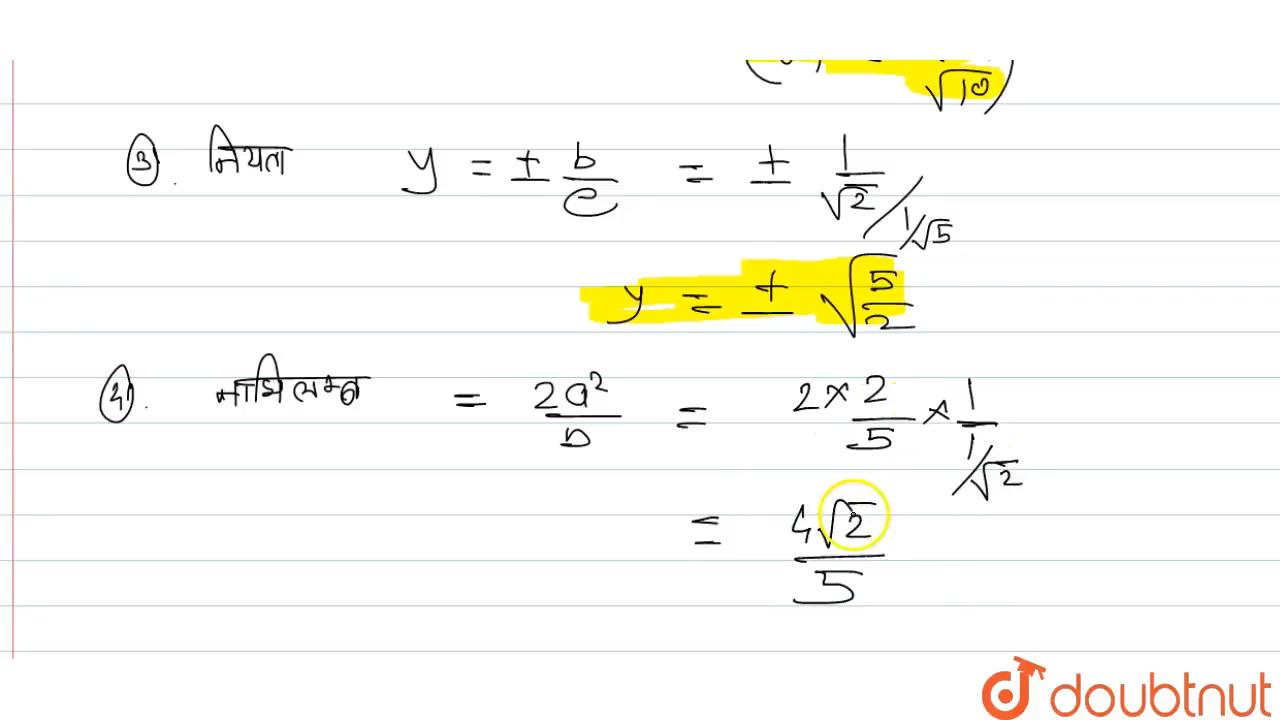 √10)
③. नियता y = ± b/e = ± 1/√2 / 1/√5
y = ± √5/2
④. नाभिलम्ब = 2a²/b = 2 × 2/5 × 1/1/√2
= 4√2/5
doubtnut